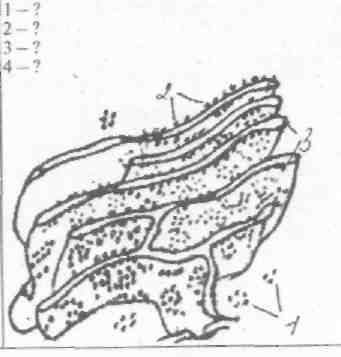 1 – ?
2 – ?
3 – ?
4 – ?
2
3
1